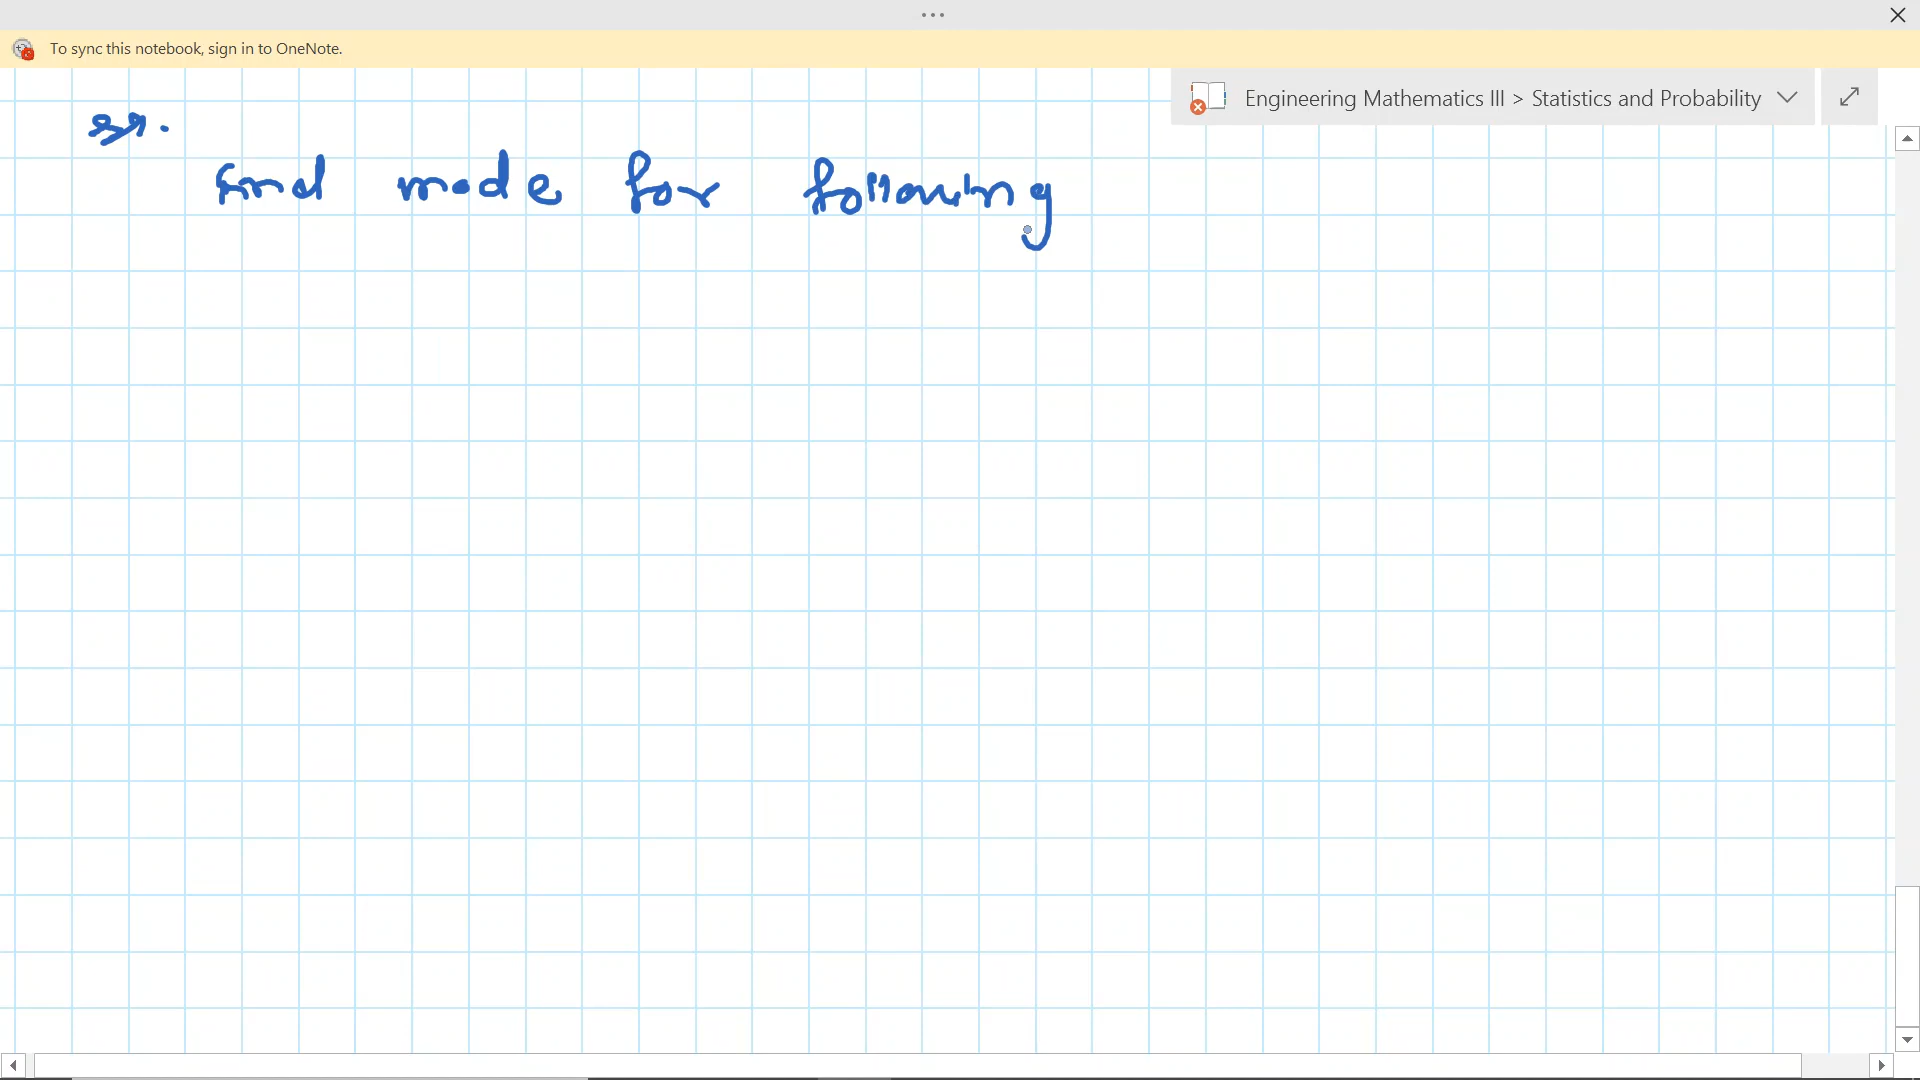 To sync this notebook, sign in to OneNote.
Engineering Mathematics III > Statistics and Probability
Find mode for following